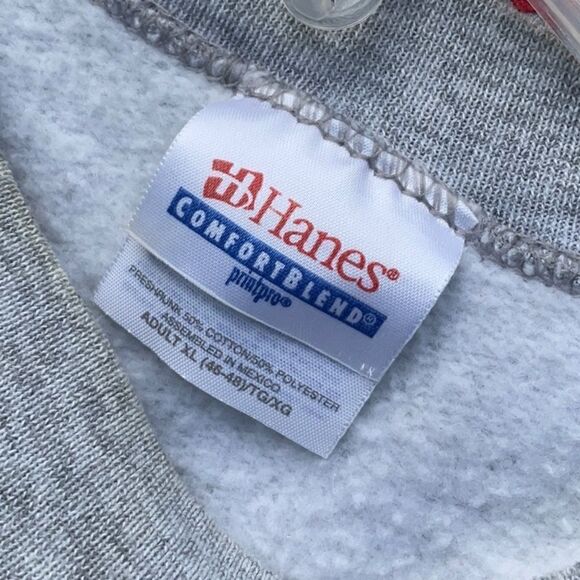 Hanes®
COMFORTBLEND®
printpro®
PRESHRUNK 50% COTTON/50% POLYESTER
ASSEMBLED IN MEXICO
ADULT XL (46-48)/TG/XG